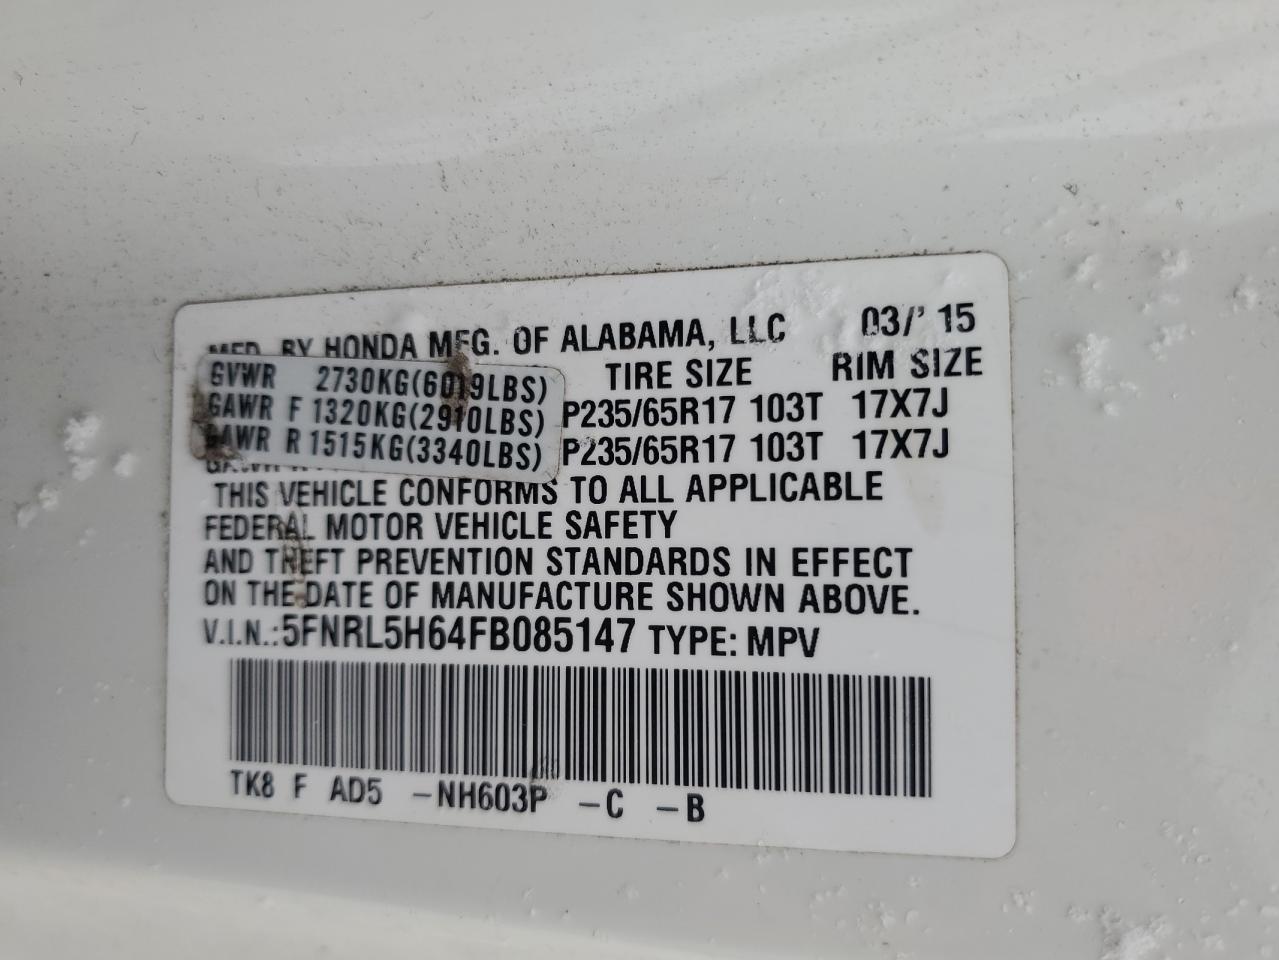 MFD. BY HONDA MFG. OF ALABAMA, LLC 03/'15
GVWR 2730KG(6019LBS) TIRE SIZE RIM SIZE
GAWR F 1320KG(2910LBS) P235/65R17 103T 17X7J
GAWR R 1515KG(3340LBS) P235/65R17 103T 17X7J
THIS VEHICLE CONFORMS TO ALL APPLICABLE
FEDERAL MOTOR VEHICLE SAFETY
AND THEFT PREVENTION STANDARDS IN EFFECT
ON THE DATE OF MANUFACTURE SHOWN ABOVE.
V.I.N.:5FNRL5H64FB085147 TYPE: MPV
TK8 F AD5 -NH603P -C -B